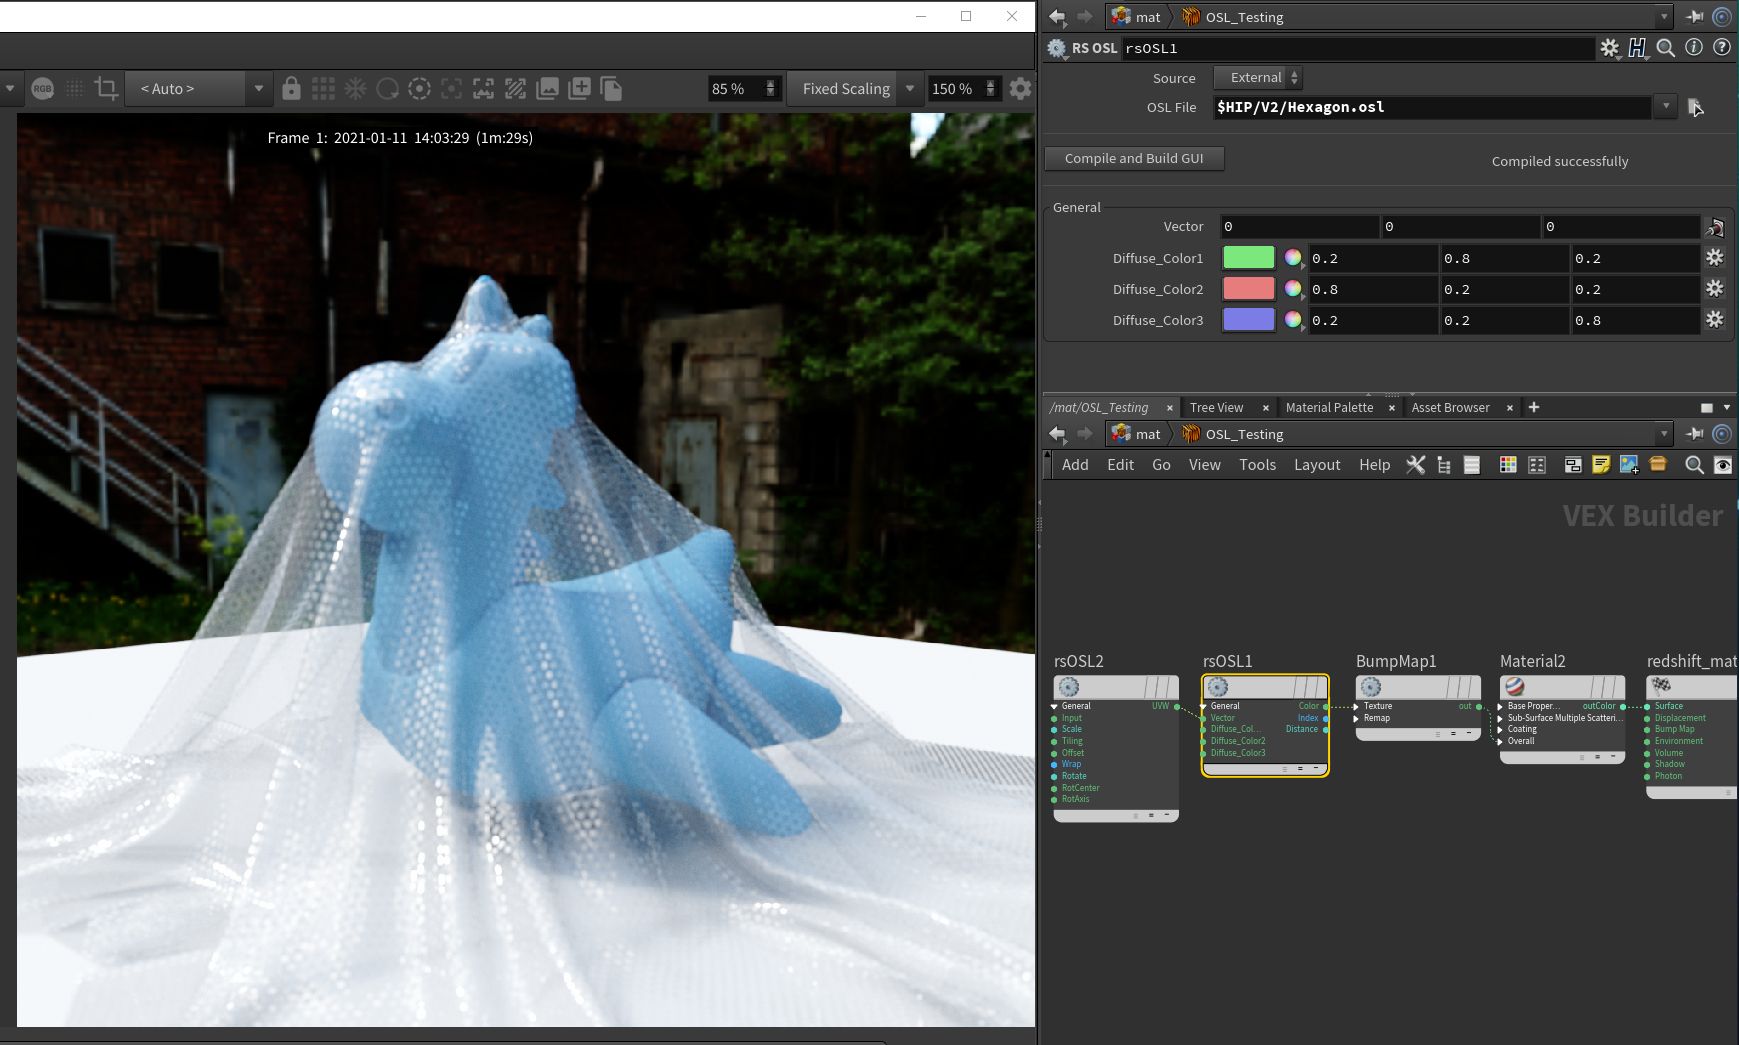 RGB
< Auto >
85 %
Fixed Scaling
150 %
Frame 1: 2021-01-11 14:03:29 (1m:29s)
mat
OSL_Testing
RS OSL
rsOSL1
Source
External
OSL File
$HIP/V2/Hexagon.osl
Compile and Build GUI
Compiled successfully
General
Vector
0
0
0
Diffuse_Color1
0.2
0.8
0.2
Diffuse_Color2
0.8
0.2
0.2
Diffuse_Color3
0.2
0.2
0.8
/mat/OSL_Testing
Tree View
Material Palette
Asset Browser
mat
OSL_Testing
Add
Edit
Go
View
Tools
Layout
Help
VEX Builder
rsOSL2
General
UVW
Input
Scale
Tiling
Offset
Wrap
Rotate
RotCenter
RotAxis
rsOSL1
General
Color
Vector
Index
Diffuse_Col...
Distance
Diffuse_Color2
Diffuse_Color3
BumpMap1
Texture
out
Remap
Material2
Base Proper...
outColor
Sub-Surface Multiple Scatteri...
Coating
Overall
redshift_mat
Surface
Displacement
Bump Map
Environment
Volume
Shadow
Photon